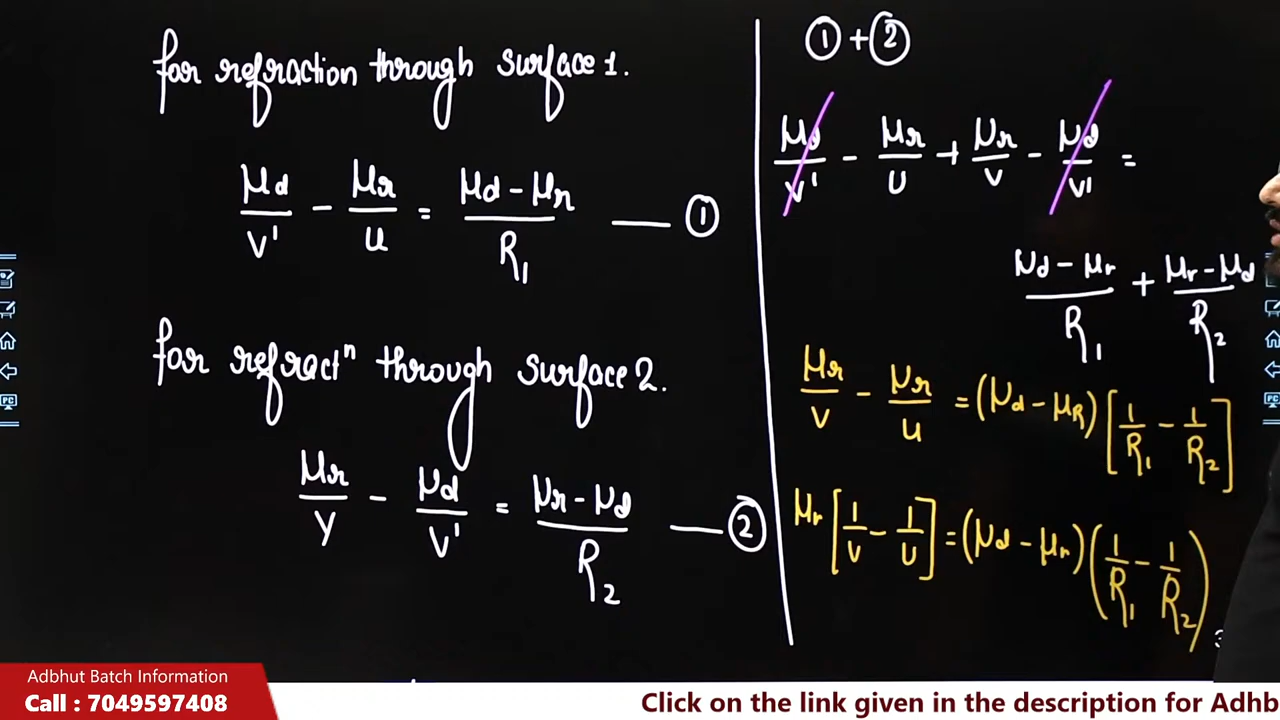 for refraction through surface 1.
μd/v' - μr/u = (μd - μr)/R₁ — ①
for refractⁿ through surface 2.
μr/v - μd/v' = (μr - μd)/R₂ — ②
① + ②
μd/v' - μr/u + μr/v - μd/v' =
(μd - μr)/R₁ + (μr - μd)/R₂
μr/v - μr/u = (μd - μR) [1/R₁ - 1/R₂]
μr [1/v - 1/u] = (μd - μr) (1/R₁ - 1/R₂)
PC
Adbhut Batch Information
Call : 7049597408
Click on the link given in the description for Adhb